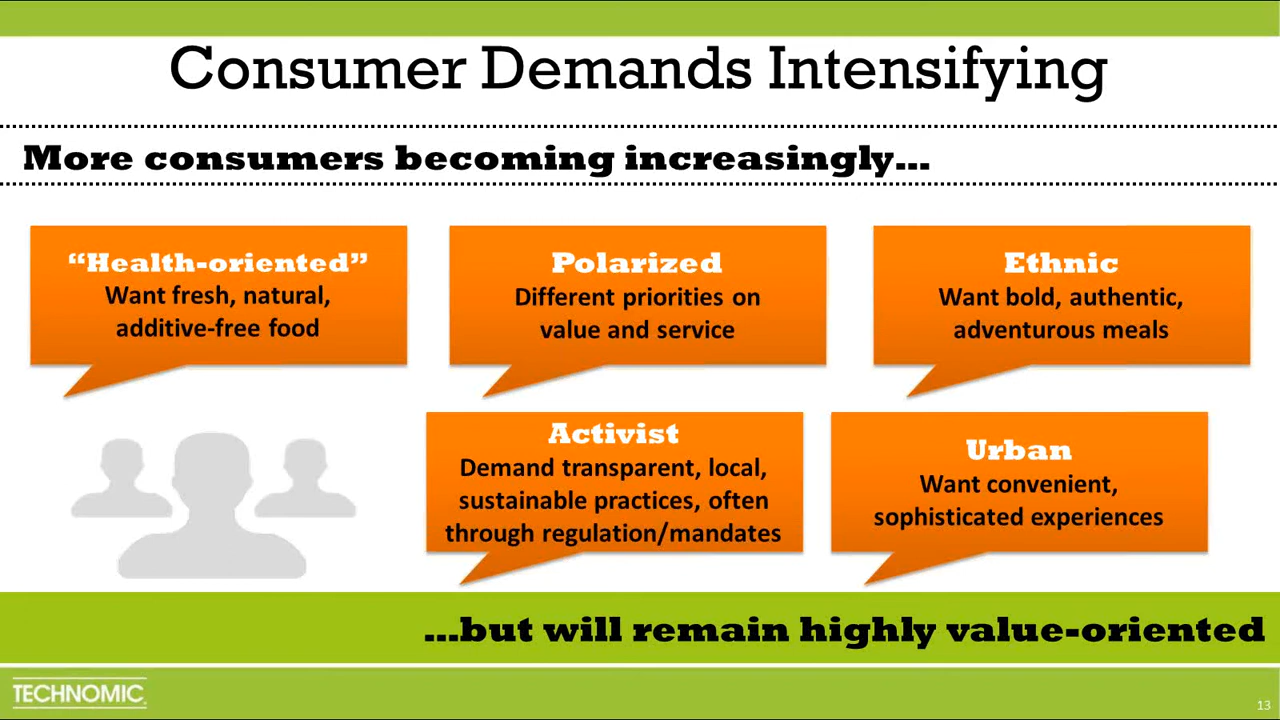 Consumer Demands Intensifying
More consumers becoming increasingly...
“Health-oriented”
Want fresh, natural,
additive-free food
Polarized
Different priorities on
value and service
Ethnic
Want bold, authentic,
adventurous meals
Activist
Demand transparent, local,
sustainable practices, often
through regulation/mandates
Urban
Want convenient,
sophisticated experiences
...but will remain highly value-oriented
TECHNOMIC
13